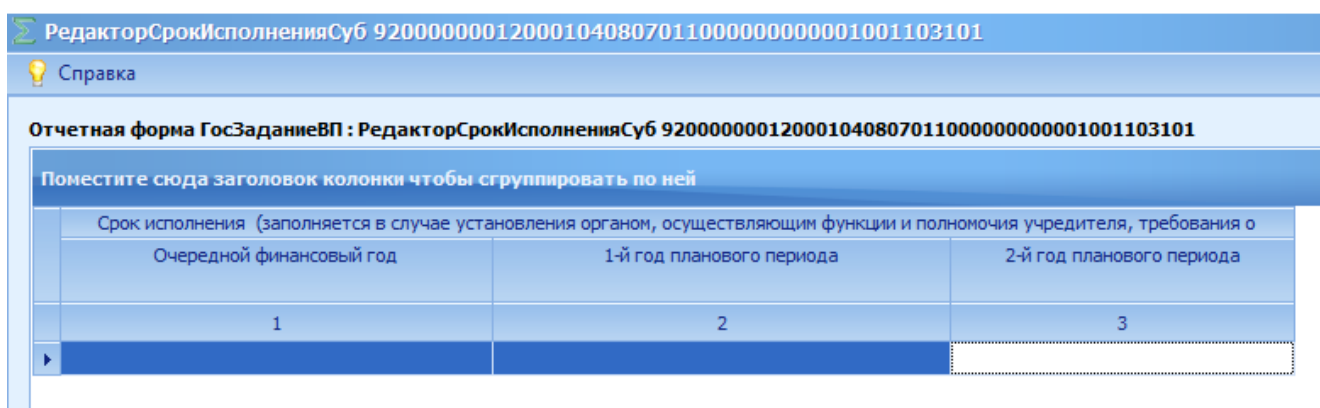 РедакторСрокИсполненияСуб 920000000120001040807011000000000001001103101
Справка
Отчетная форма ГосЗаданиеВП : РедакторСрокИсполненияСуб 920000000120001040807011000000000001001103101
Поместите сюда заголовок колонки чтобы сгруппировать по ней
Срок исполнения (заполняется в случае установления органом, осуществляющим функции и полномочия учредителя, требования о
Очередной финансовый год 1-й год планового периода 2-й год планового периода
1 2 3